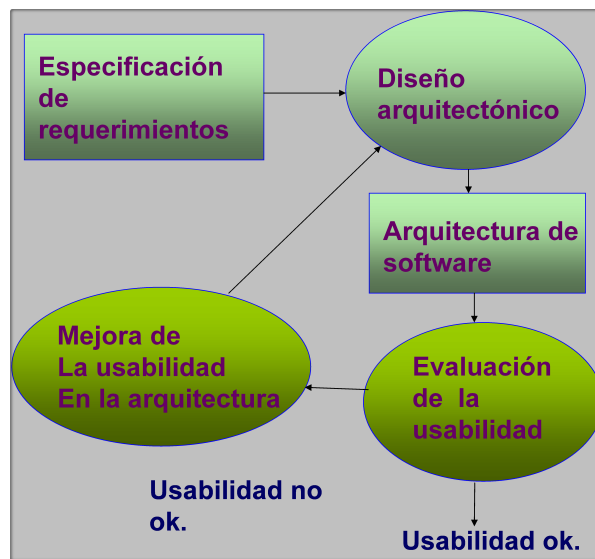 Especificación
de
requerimientos
Diseño
arquitectónico
Arquitectura de
software
Mejora de
La usabilidad
En la arquitectura
Evaluación
de la
usabilidad
Usabilidad no
ok.
Usabilidad ok.